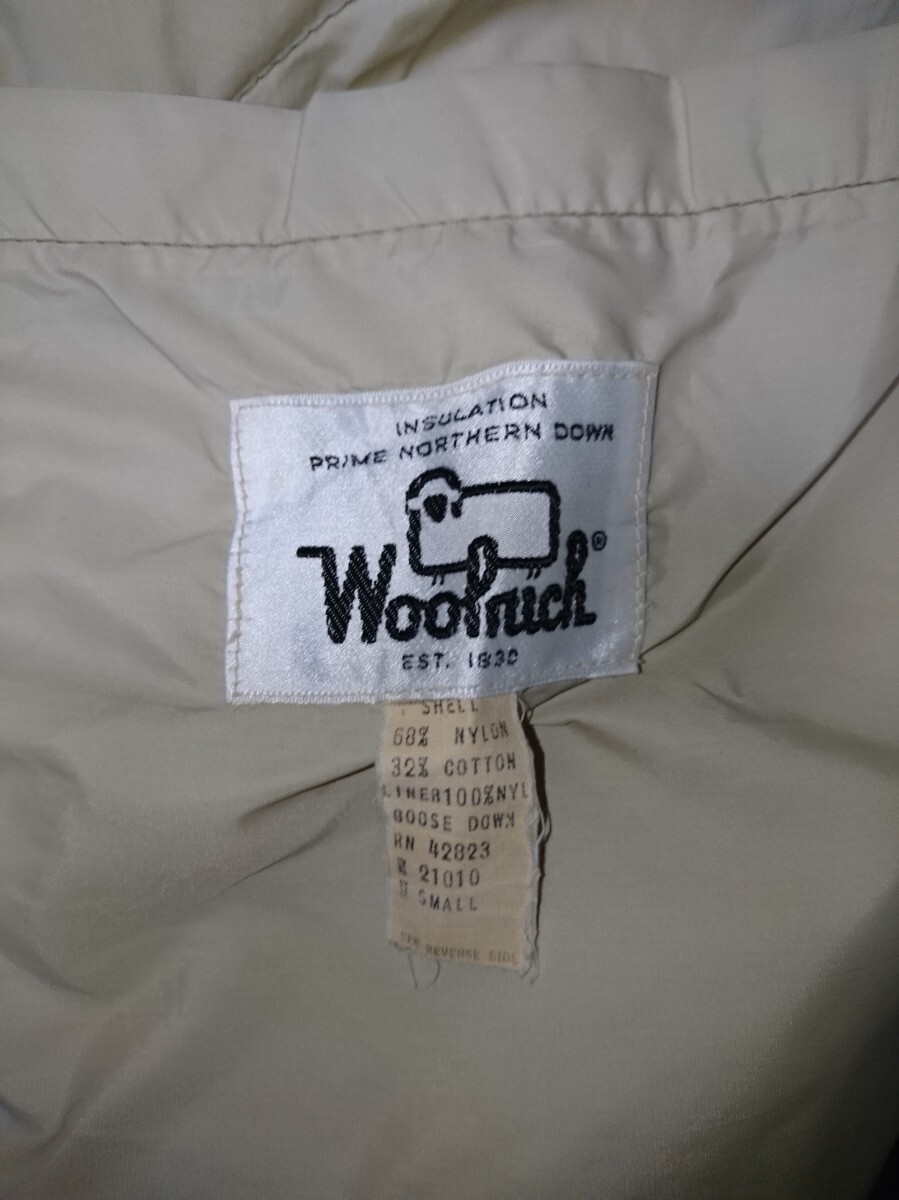 INSULATION
PRIME NORTHERN DOWN
Woolrich®
EST. 1830
SHELL
68% NYLON
32% COTTON
LINER100%NYL
GOOSE DOWN
RN 42823
21010
SMALL
REVERSE SIDE